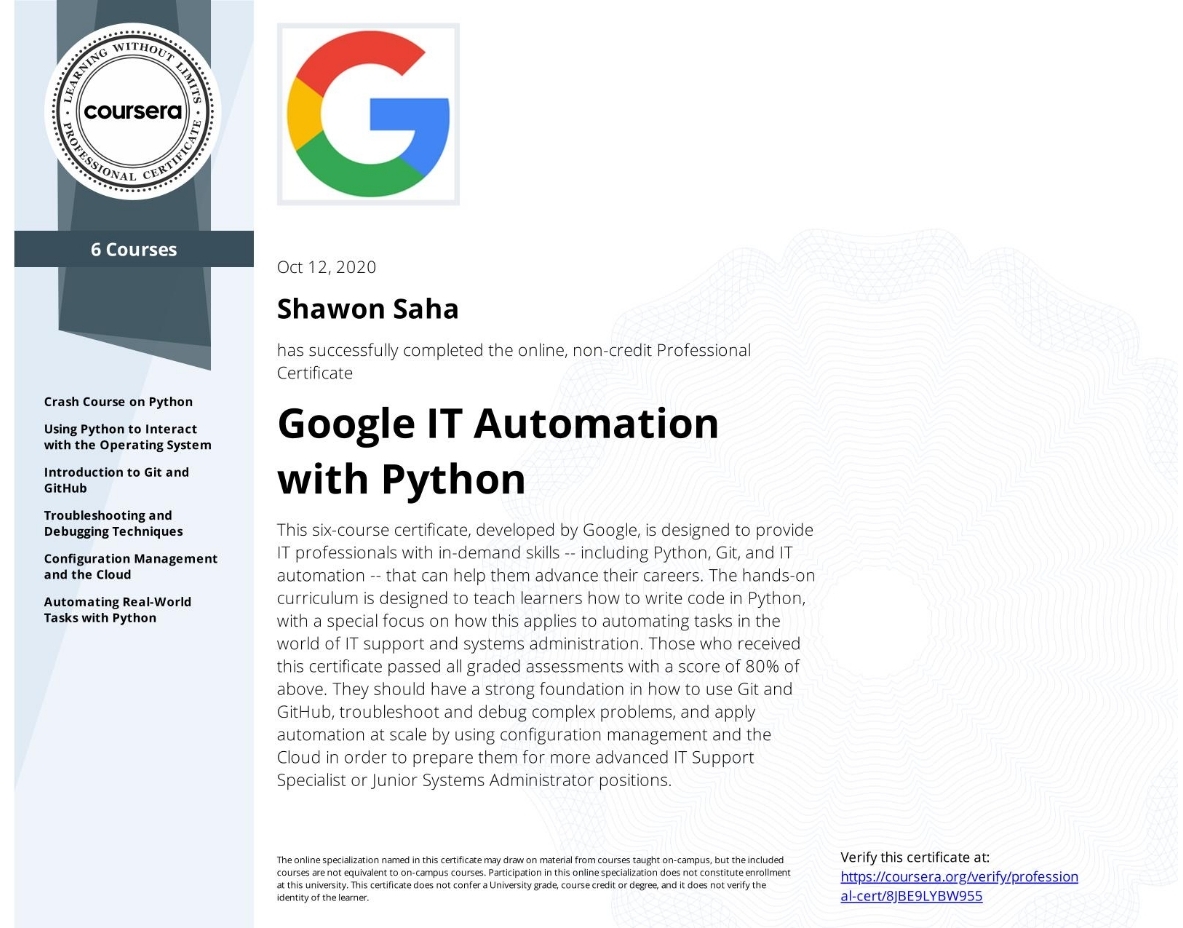 LEARNING WITHOUT LIMITS
coursera
PROFESSIONAL CERTIFICATE
6 Courses
Crash Course on Python
Using Python to Interact
with the Operating System
Introduction to Git and
GitHub
Troubleshooting and
Debugging Techniques
Configuration Management
and the Cloud
Automating Real-World
Tasks with Python
Oct 12, 2020
Shawon Saha
has successfully completed the online, non-credit Professional
Certificate
Google IT Automation
with Python
This six-course certificate, developed by Google, is designed to provide
IT professionals with in-demand skills -- including Python, Git, and IT
automation -- that can help them advance their careers. The hands-on
curriculum is designed to teach learners how to write code in Python,
with a special focus on how this applies to automating tasks in the
world of IT support and systems administration. Those who received
this certificate passed all graded assessments with a score of 80% of
above. They should have a strong foundation in how to use Git and
GitHub, troubleshoot and debug complex problems, and apply
automation at scale by using configuration management and the
Cloud in order to prepare them for more advanced IT Support
Specialist or Junior Systems Administrator positions.
The online specialization named in this certificate may draw on material from courses taught on-campus, but the included
courses are not equivalent to on-campus courses. Participation in this online specialization does not constitute enrollment
at this university. This certificate does not confer a University grade, course credit or degree, and it does not verify the
identity of the learner.
Verify this certificate at:
https://coursera.org/verify/profession
al-cert/8JBE9LYBW955